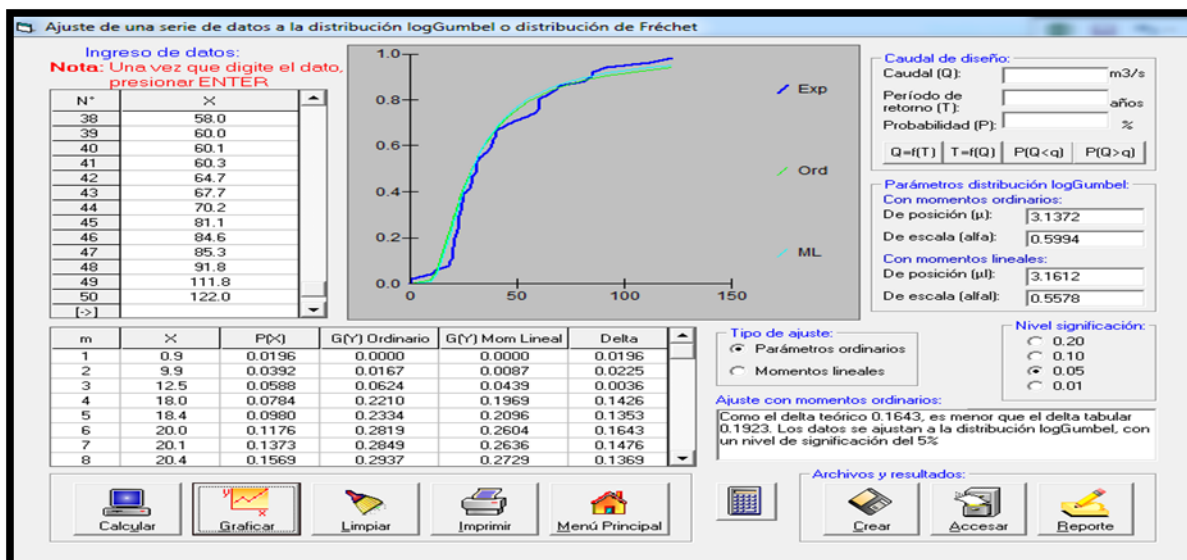 Ajuste de una serie de datos a la distribución logGumbel o distribución de Fréchet
Ingreso de datos:
Nota: Una vez que digite el dato,
presionar ENTER
N° X
38 58.0
39 60.0
40 60.1
41 60.3
42 64.7
43 67.7
44 70.2
45 81.1
46 84.6
47 85.3
48 91.8
49 111.8
50 122.0
[->]
1.0
0.8
0.6
0.4
0.2
0.0
0 50 100 150
Exp
Ord
ML
Caudal de diseño:
Caudal (Q): m3/s
Período de
retorno (T): años
Probabilidad (P): %
Q=f(T) T=f(Q) P(Q<q) P(Q>q)
Parámetros distribución logGumbel:
Con momentos ordinarios:
De posición (µ): 3.1372
De escala (alfa): 0.5994
Con momentos lineales:
De posición (µl): 3.1612
De escala (alfal): 0.5578
m X P(X) G(Y) Ordinario G(Y) Mom Lineal Delta
1 0.9 0.0196 0.0000 0.0000 0.0196
2 9.9 0.0392 0.0167 0.0087 0.0225
3 12.5 0.0588 0.0624 0.0439 0.0036
4 18.0 0.0784 0.2210 0.1969 0.1426
5 18.4 0.0980 0.2334 0.2096 0.1353
6 20.0 0.1176 0.2819 0.2604 0.1643
7 20.1 0.1373 0.2849 0.2636 0.1476
8 20.4 0.1569 0.2937 0.2729 0.1369
Tipo de ajuste:
Parámetros ordinarios
Momentos lineales
Nivel significación:
0.20
0.10
0.05
0.01
Ajuste con momentos ordinarios:
Como el delta teórico 0.1643, es menor que el delta tabular
0.1923. Los datos se ajustan a la distribución logGumbel, con
un nivel de significación del 5%
Calcular Graficar Limpiar Imprimir Menú Principal
Archivos y resultados:
Crear Accesar Reporte